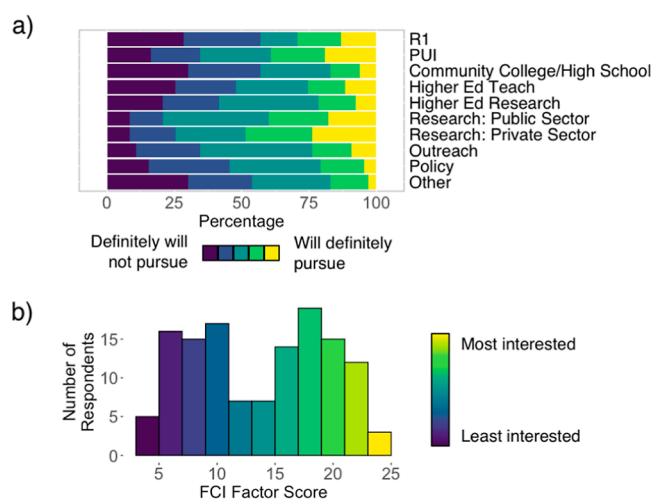 a)
R1
PUI
Community College/High School
Higher Ed Teach
Higher Ed Research
Research: Public Sector
Research: Private Sector
Outreach
Policy
Other
0 25 50 75 100
Percentage
Definitely will
not pursue
Will definitely
pursue
b)
Number of
Respondents
15
10
5
0
5 10 15 20 25
FCI Factor Score
Most interested
Least interested